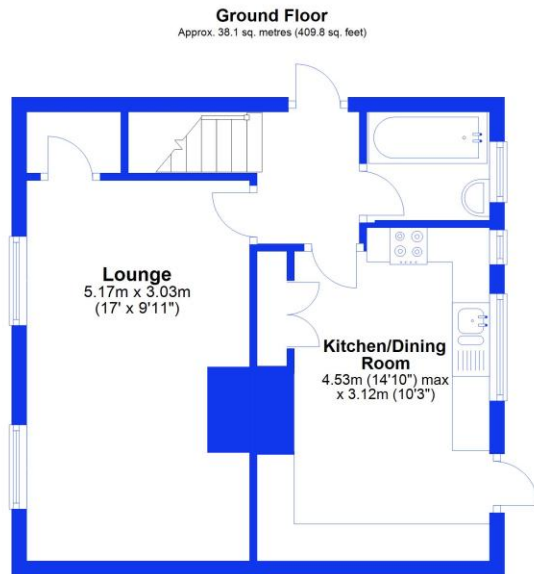 Ground Floor
Approx. 38.1 sq. metres (409.8 sq. feet)
Lounge
5.17m x 3.03m
(17' x 9'11")
Kitchen/Dining
Room
4.53m (14'10") max
x 3.12m (10'3")